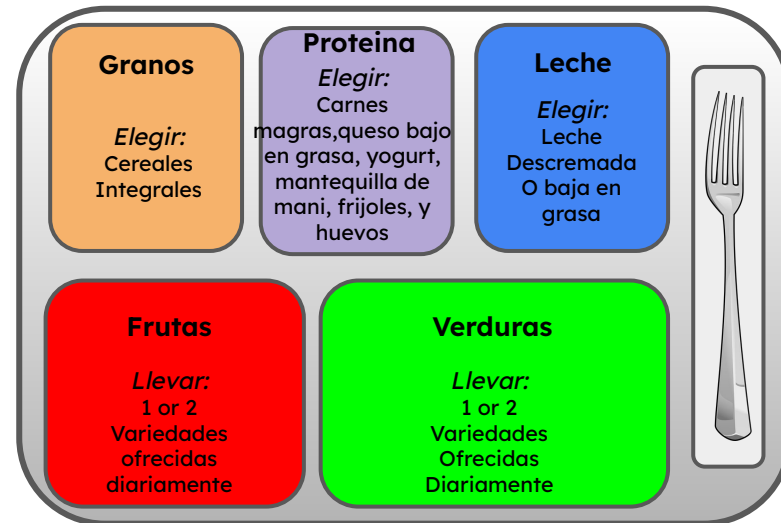 Granos
Elegir:
Cereales
Integrales
Proteina
Elegir:
Carnes
magras,queso bajo
en grasa, yogurt,
mantequilla de
mani, frijoles, y
huevos
Leche
Elegir:
Leche
Descremada
O baja en
grasa
Frutas
Llevar:
1 or 2
Variedades
ofrecidas
diariamente
Verduras
Llevar:
1 or 2
Variedades
Ofrecidas
Diariamente